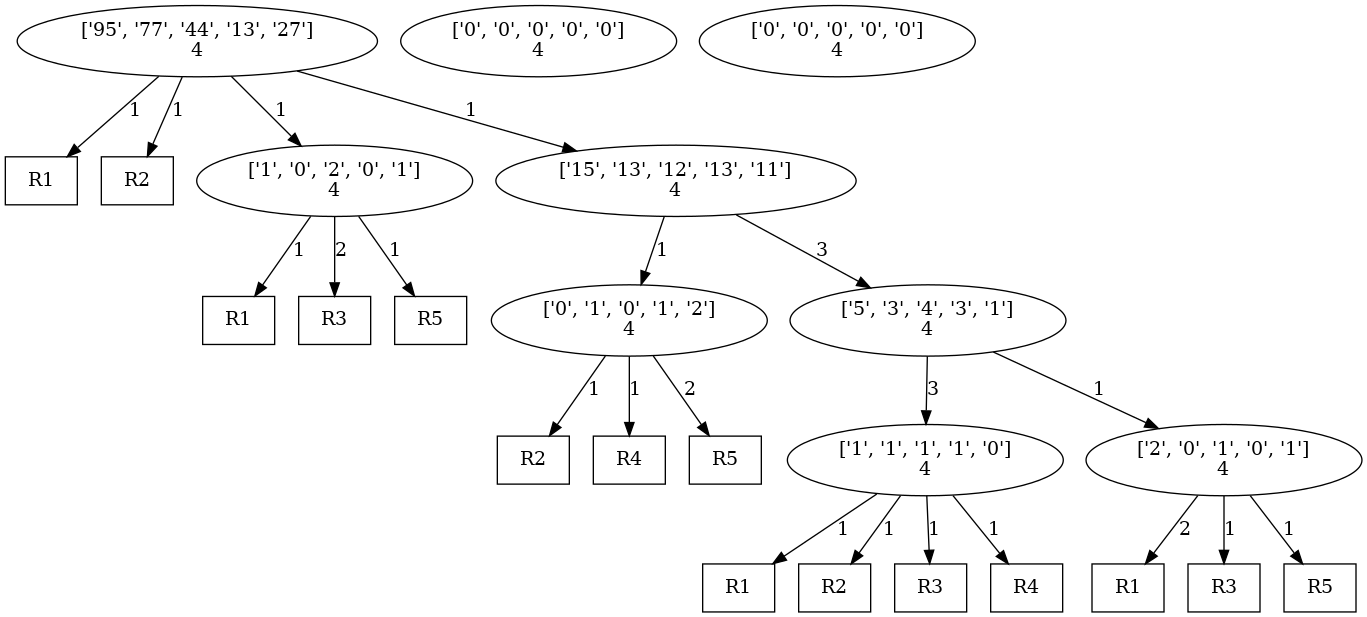 ['95', '77', '44', '13', '27']
4
['0', '0', '0', '0', '0']
4
['0', '0', '0', '0', '0']
4
1
1
1
1
R1
R2
['1', '0', '2', '0', '1']
4
['15', '13', '12', '13', '11']
4
1
2
1
1
3
R1
R3
R5
['0', '1', '0', '1', '2']
4
['5', '3', '4', '3', '1']
4
1
1
2
3
1
R2
R4
R5
['1', '1', '1', '1', '0']
4
['2', '0', '1', '0', '1']
4
1
1
1
1
2
1
1
R1
R2
R3
R4
R1
R3
R5